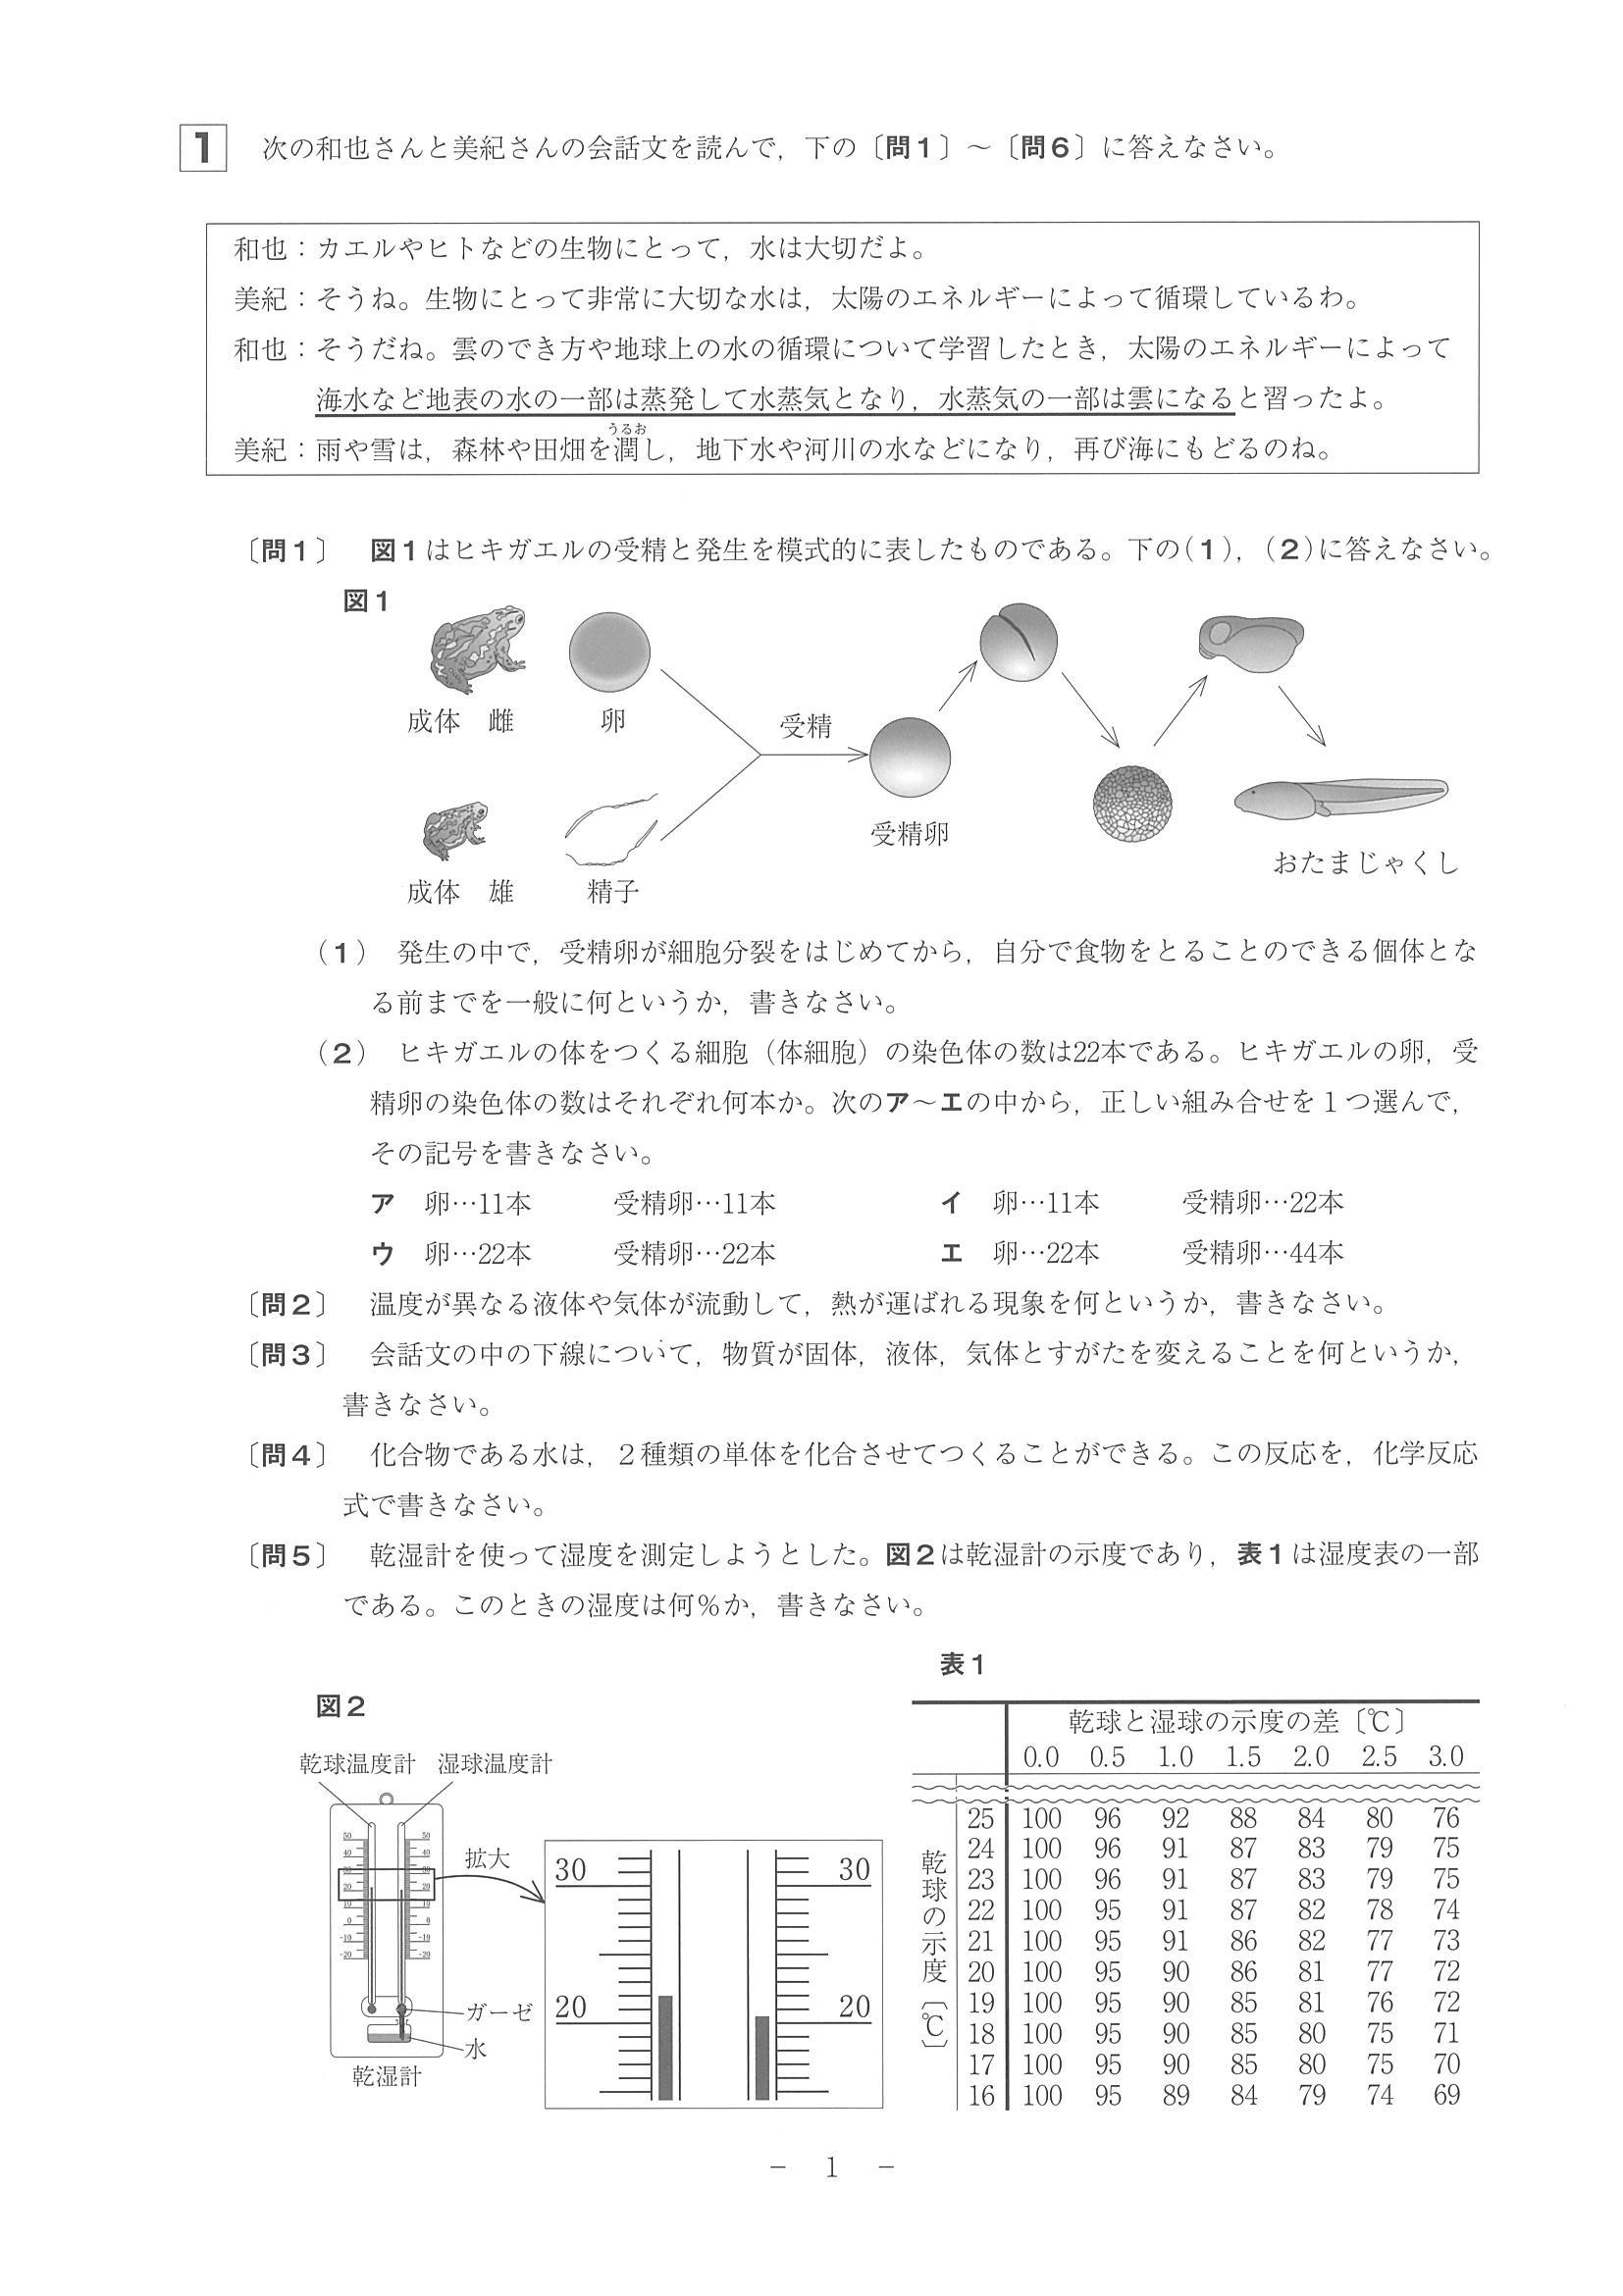 1 次の和也さんと美紀さんの会話文を読んで，下の〔問1〕～〔問6〕に答えなさい。
和也：カエルやヒトなどの生物にとって，水は大切だよ。
美紀：そうね。生物にとって非常に大切な水は，太陽のエネルギーによって循環しているわ。
和也：そうだね。雲のでき方や地球上の水の循環について学習したとき，太陽のエネルギーによって
海水など地表の水の一部は蒸発して水蒸気となり，水蒸気の一部は雲になると習ったよ。
うるお
美紀：雨や雪は，森林や田畑を潤し，地下水や河川の水などになり，再び海にもどるのね。
〔問1〕 図1はヒキガエルの受精と発生を模式的に表したものである。下の(1)，(2)に答えなさい。
図1
成体 雌 卵
受精
受精卵
成体 雄 精子
おたまじゃくし
(1) 発生の中で，受精卵が細胞分裂をはじめてから，自分で食物をとることのできる個体とな
る前までを一般に何というか，書きなさい。
(2) ヒキガエルの体をつくる細胞（体細胞）の染色体の数は22本である。ヒキガエルの卵，受
精卵の染色体の数はそれぞれ何本か。次のア～エの中から，正しい組み合せを1つ選んで，
その記号を書きなさい。
ア 卵…11本 受精卵…11本 イ 卵…11本 受精卵…22本
ウ 卵…22本 受精卵…22本 エ 卵…22本 受精卵…44本
〔問2〕 温度が異なる液体や気体が流動して，熱が運ばれる現象を何というか，書きなさい。
〔問3〕 会話文の中の下線について，物質が固体，液体，気体とすがたを変えることを何というか，
書きなさい。
〔問4〕 化合物である水は，2種類の単体を化合させてつくることができる。この反応を，化学反応
式で書きなさい。
〔問5〕 乾湿計を使って湿度を測定しようとした。図2は乾湿計の示度であり，表1は湿度表の一部
である。このときの湿度は何％か，書きなさい。
図2
乾球温度計 湿球温度計
50 50
40 40
30 30
20 20
10 10
0 0
-10 -10
-20 -20
ガーゼ
水
乾湿計
拡大
30 30
20 20
表1
乾球と湿球の示度の差〔℃〕
0.0 0.5 1.0 1.5 2.0 2.5 3.0
乾球の示度〔℃〕
25 100 96 92 88 84 80 76
24 100 96 91 87 83 79 75
23 100 96 91 87 83 79 75
22 100 95 91 87 82 78 74
21 100 95 91 86 82 77 73
20 100 95 90 86 81 77 72
19 100 95 90 85 81 76 72
18 100 95 90 85 80 75 71
17 100 95 90 85 80 75 70
16 100 95 89 84 79 74 69
－ 1 －